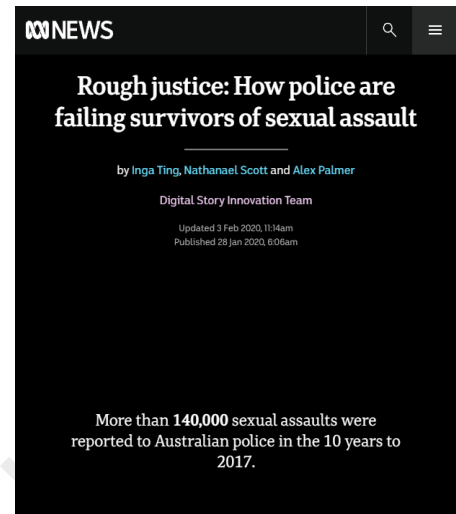 NEWS
Rough justice: How police are
failing survivors of sexual assault
by Inga Ting, Nathanael Scott and Alex Palmer
Digital Story Innovation Team
Updated 3 Feb 2020, 11:14am
Published 28 Jan 2020, 6:06am
More than 140,000 sexual assaults were
reported to Australian police in the 10 years to
2017.